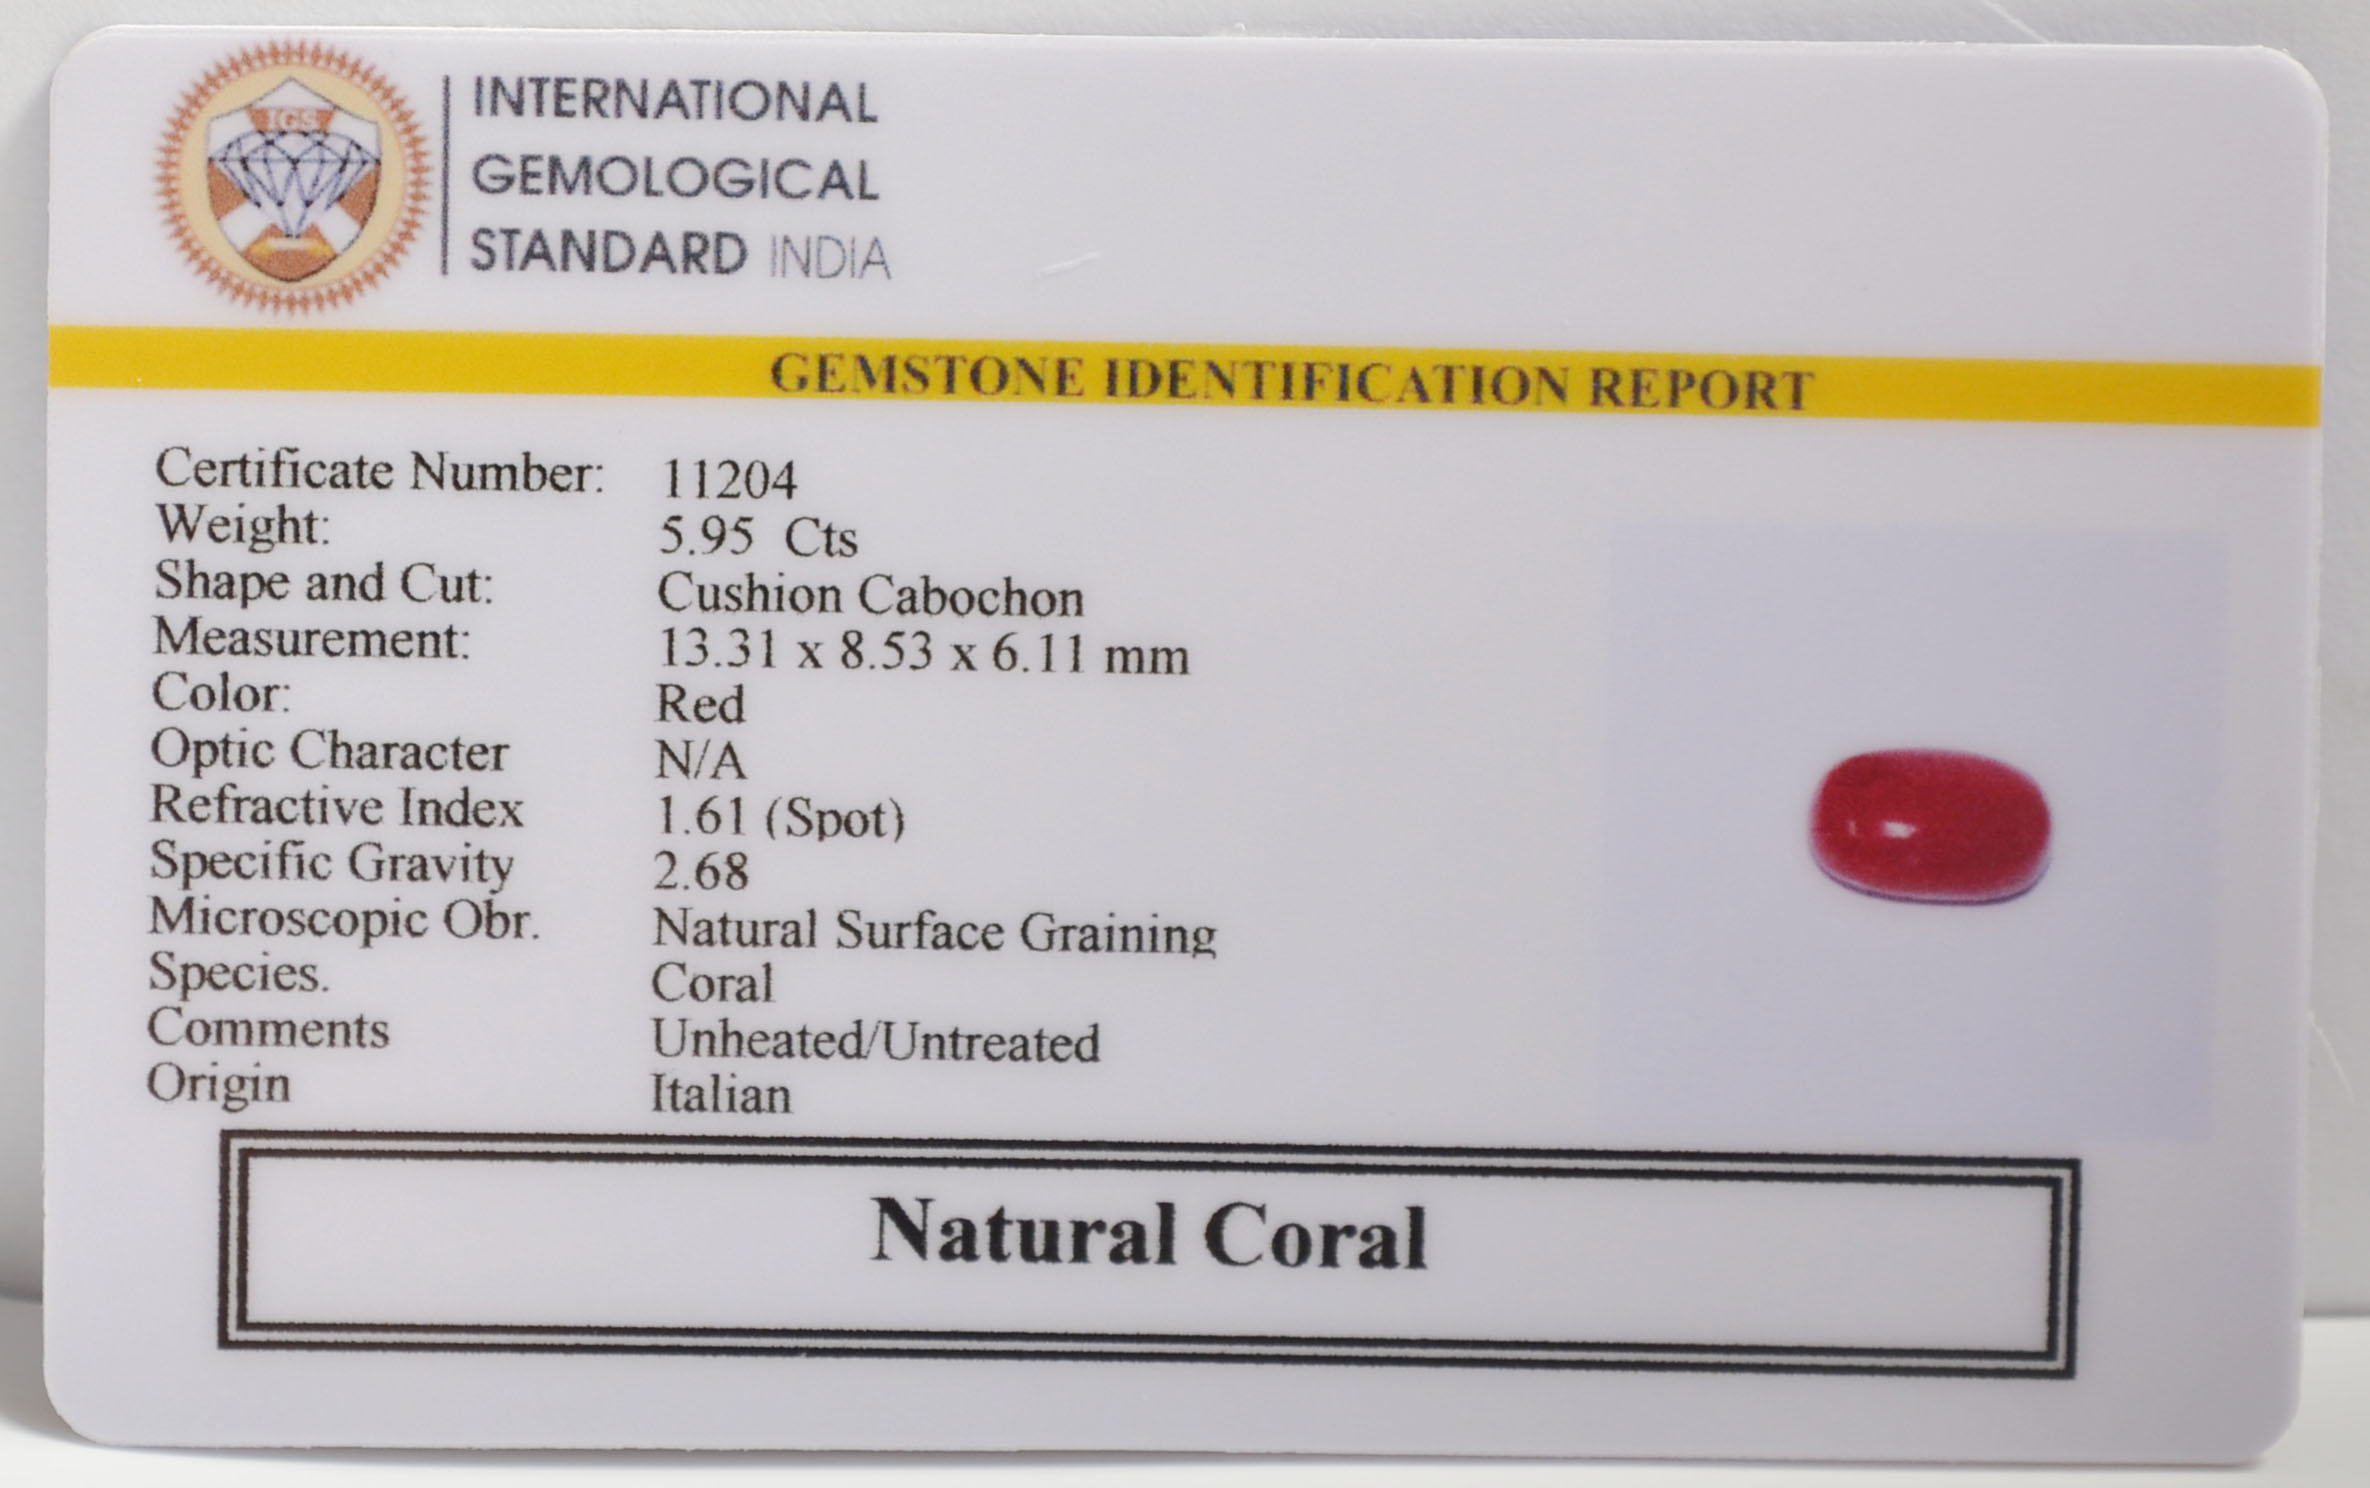 IGS
INTERNATIONAL
GEMOLOGICAL
STANDARD INDIA
GEMSTONE IDENTIFICATION REPORT
Certificate Number: 11204
Weight: 5.95 Cts
Shape and Cut: Cushion Cabochon
Measurement: 13.31 x 8.53 x 6.11 mm
Color: Red
Optic Character N/A
Refractive Index 1.61 (Spot)
Specific Gravity 2.68
Microscopic Obr. Natural Surface Graining
Species. Coral
Comments Unheated/Untreated
Origin Italian
Natural Coral